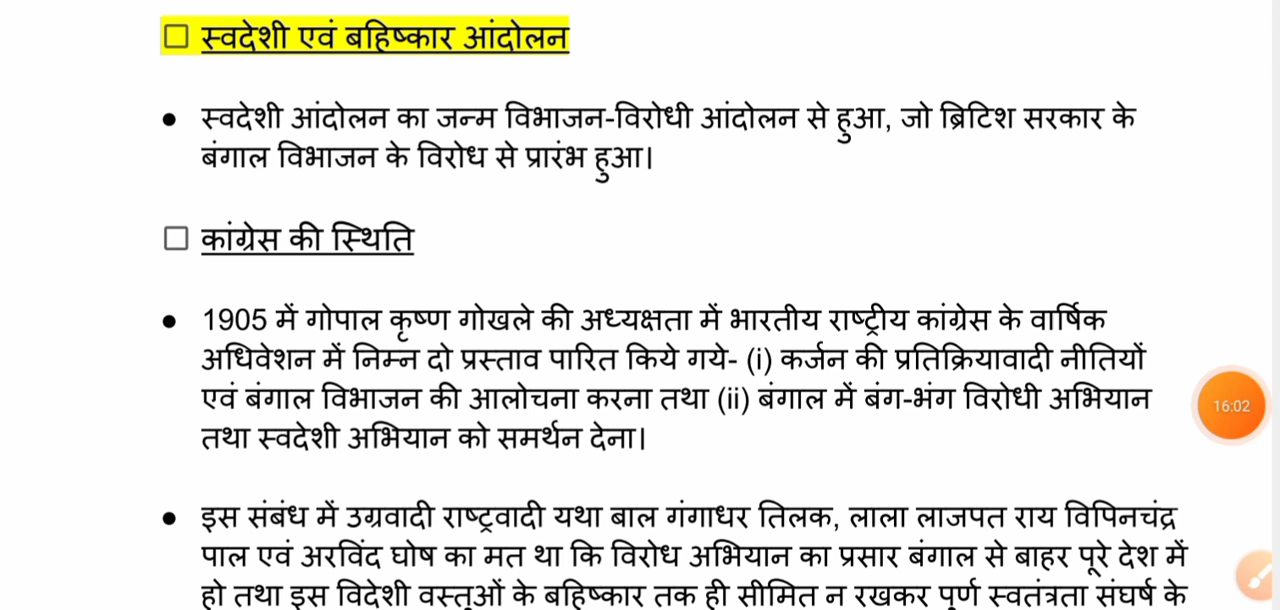 स्वदेशी एवं बहिष्कार आंदोलन
स्वदेशी आंदोलन का जन्म विभाजन-विरोधी आंदोलन से हुआ, जो ब्रिटिश सरकार के
बंगाल विभाजन के विरोध से प्रारंभ हुआ।
कांग्रेस की स्थिति
1905 में गोपाल कृष्ण गोखले की अध्यक्षता में भारतीय राष्ट्रीय कांग्रेस के वार्षिक
अधिवेशन में निम्न दो प्रस्ताव पारित किये गये- (i) कर्जन की प्रतिक्रियावादी नीतियों
एवं बंगाल विभाजन की आलोचना करना तथा (ii) बंगाल में बंग-भंग विरोधी अभियान
तथा स्वदेशी अभियान को समर्थन देना।
16:02
इस संबंध में उग्रवादी राष्ट्रवादी यथा बाल गंगाधर तिलक, लाला लाजपत राय विपिनचंद्र
पाल एवं अरविंद घोष का मत था कि विरोध अभियान का प्रसार बंगाल से बाहर पूरे देश में
हो तथा इस विदेशी वस्तुओं के बहिष्कार तक ही सीमित न रखकर पूर्ण स्वतंत्रता संघर्ष के